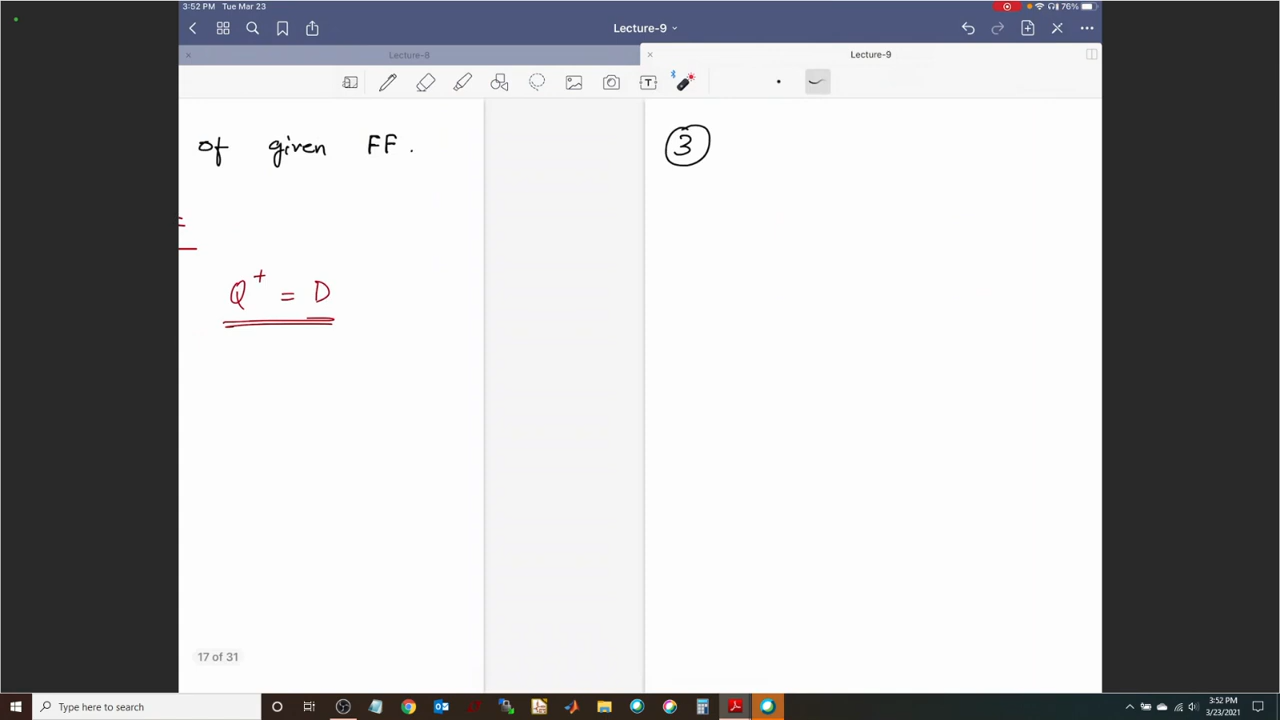 3:52 PM Tue Mar 23
76%
Lecture-9
Lecture-8
Lecture-9
T
of given FF.
3
=
Q⁺ = D
17 of 31
Type here to search
3:52 PM
3/23/2021